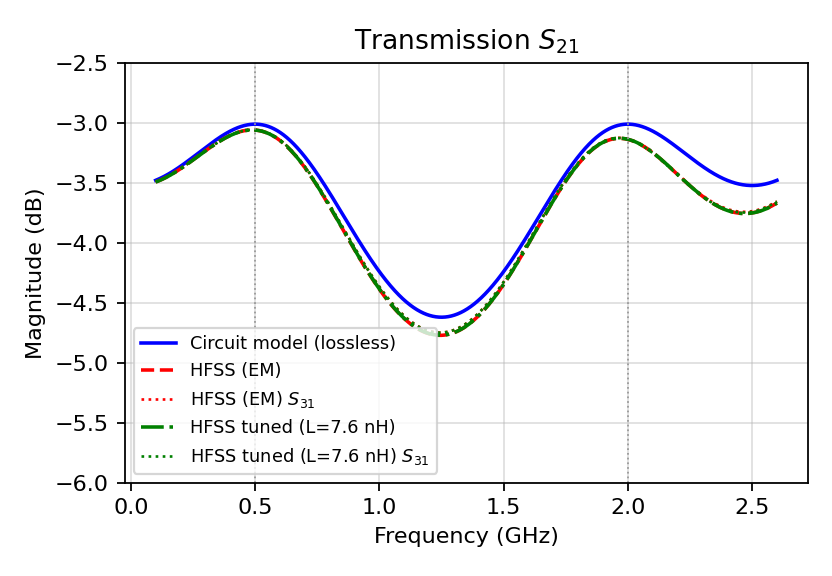 Transmission S₂₁
Magnitude (dB)
−2.5
−3.0
−3.5
−4.0
−4.5
−5.0
−5.5
−6.0
Circuit model (lossless)
HFSS (EM)
HFSS (EM) S₃₁
HFSS tuned (L=7.6 nH)
HFSS tuned (L=7.6 nH) S₃₁
0.0 0.5 1.0 1.5 2.0 2.5
Frequency (GHz)